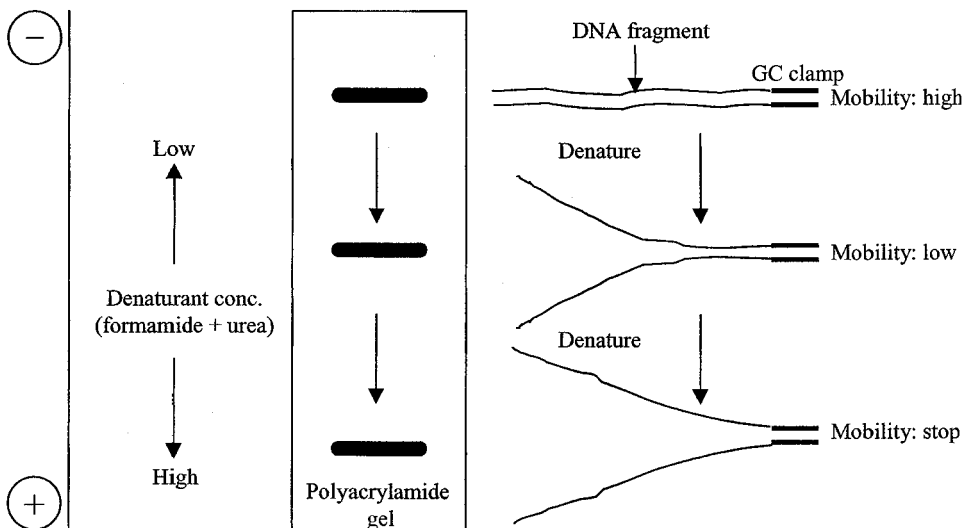 −
DNA fragment
GC clamp
Mobility: high
Low
Denature
Mobility: low
Denaturant conc.
(formamide + urea)
Denature
Mobility: stop
High
Polyacrylamide
gel
+